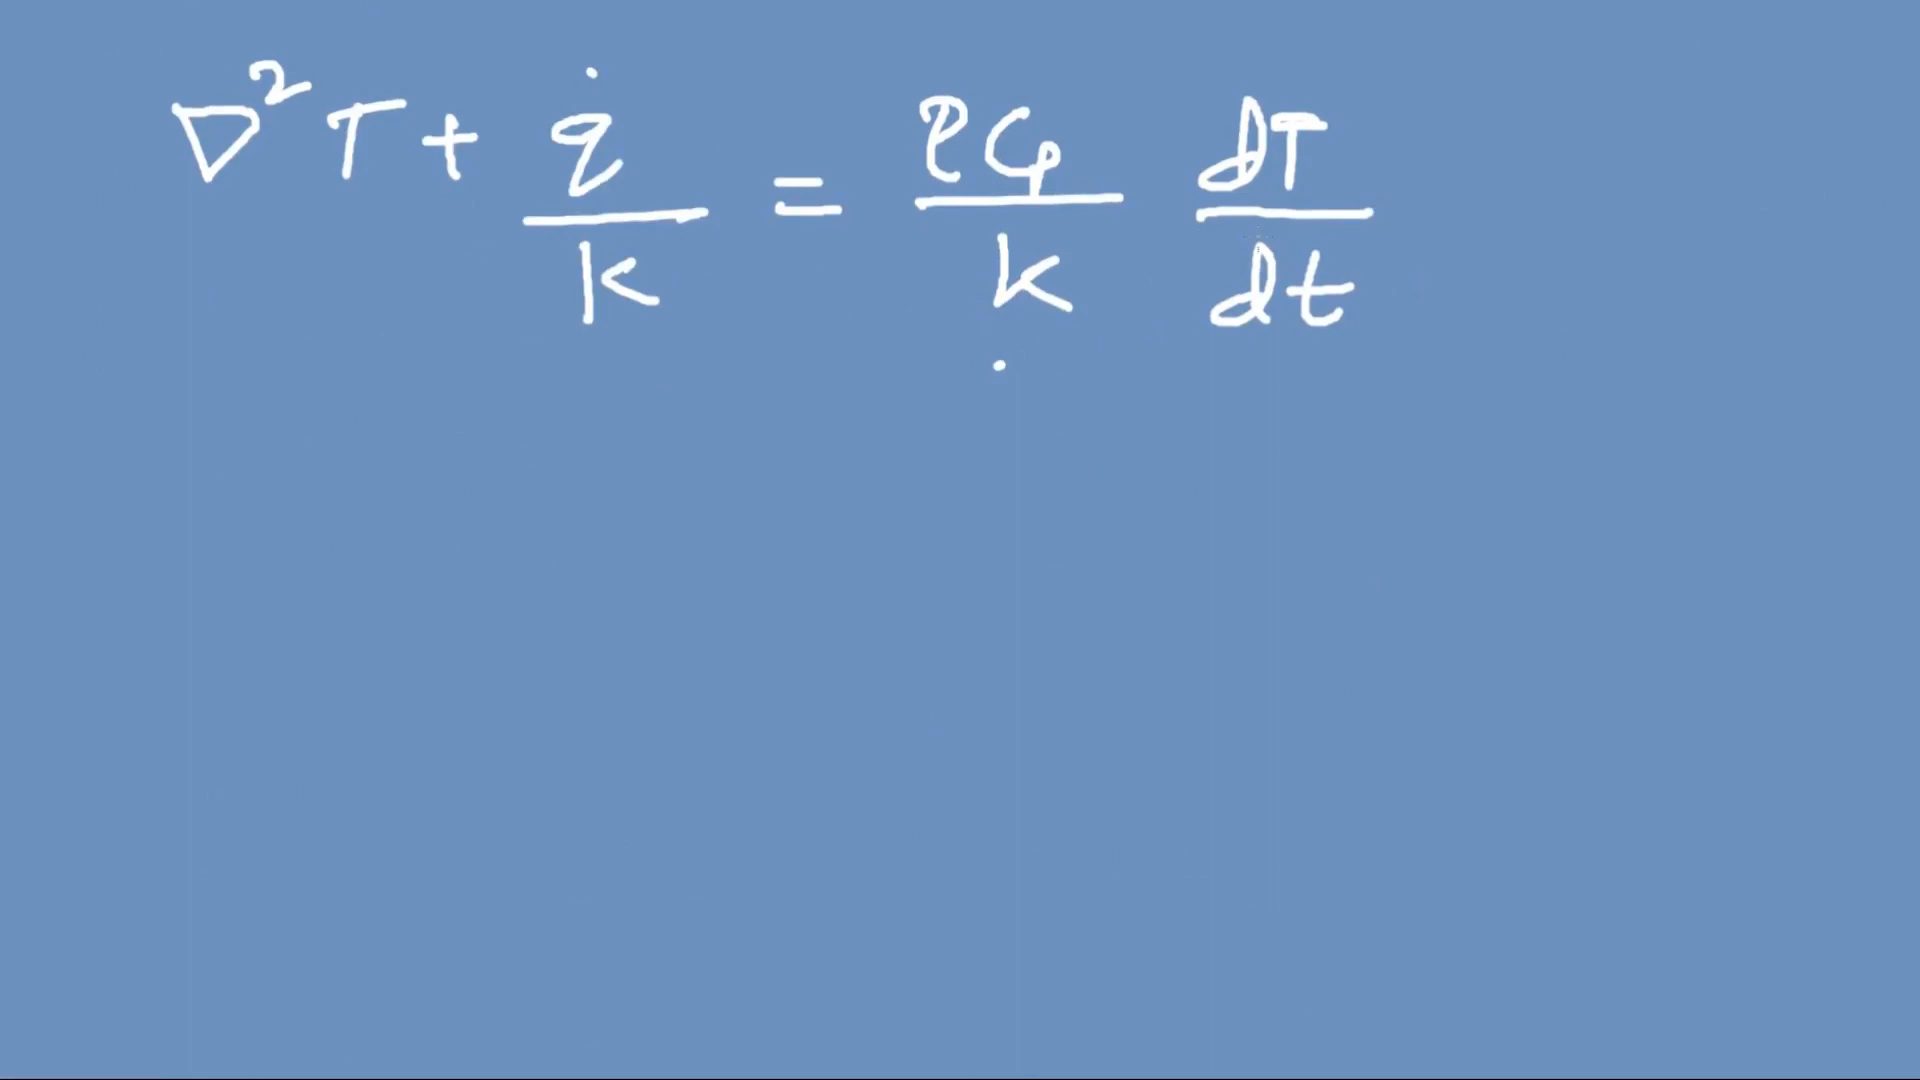 ∇²T + q̇/k = ρCp/k dT/dt